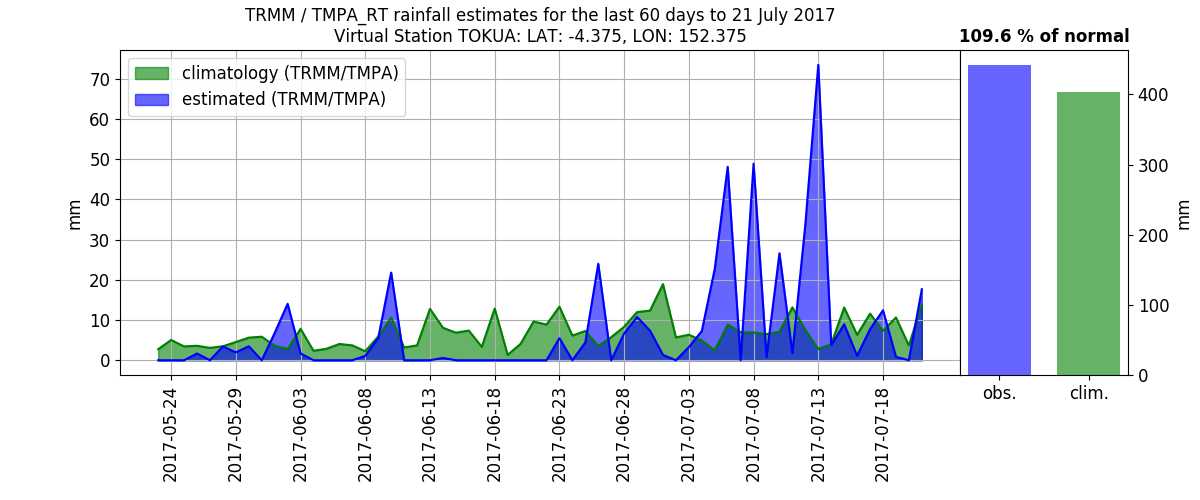 TRMM / TMPA_RT rainfall estimates for the last 60 days to 21 July 2017
Virtual Station TOKUA: LAT: -4.375, LON: 152.375
109.6 % of normal
climatology (TRMM/TMPA)
estimated (TRMM/TMPA)
mm
70
60
50
40
30
20
10
0
2017-05-24
2017-05-29
2017-06-03
2017-06-08
2017-06-13
2017-06-18
2017-06-23
2017-06-28
2017-07-03
2017-07-08
2017-07-13
2017-07-18
obs.
clim.
400
300
200
100
0
mm